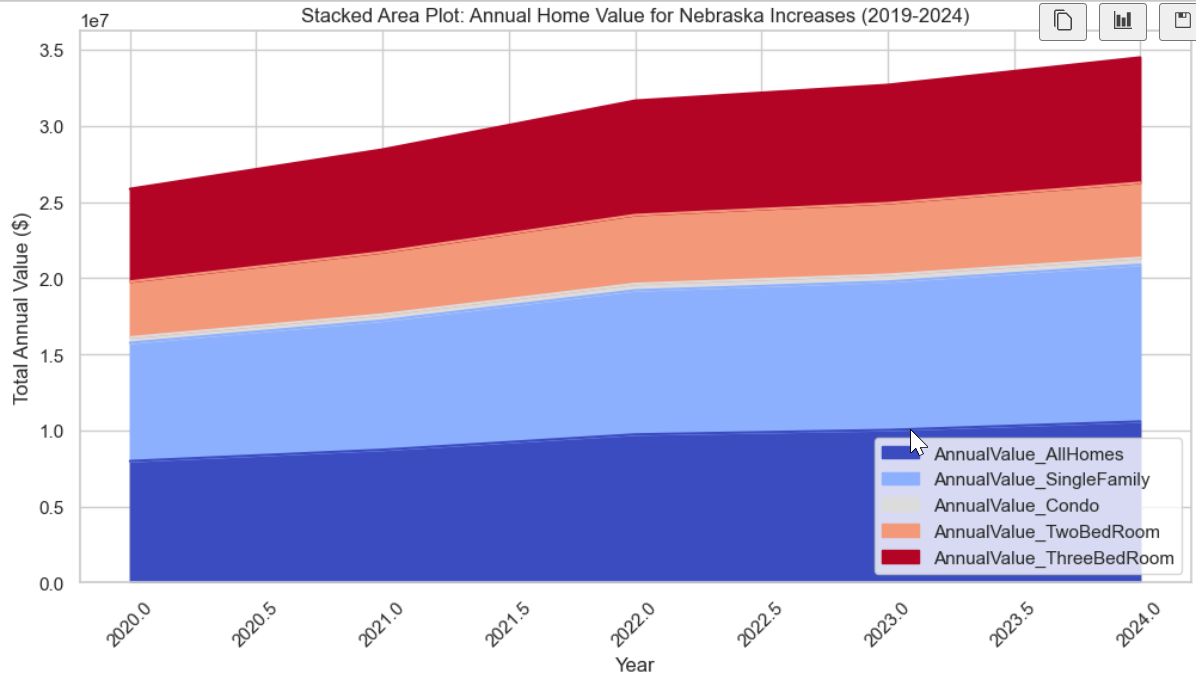 Stacked Area Plot: Annual Home Value for Nebraska Increases (2019-2024)
1e7
3.5
3.0
2.5
2.0
1.5
1.0
0.5
0.0
Total Annual Value ($)
AnnualValue_AllHomes
AnnualValue_SingleFamily
AnnualValue_Condo
AnnualValue_TwoBedRoom
AnnualValue_ThreeBedRoom
2020.0
2020.5
2021.0
2021.5
2022.0
2022.5
2023.0
2023.5
2024.0
Year